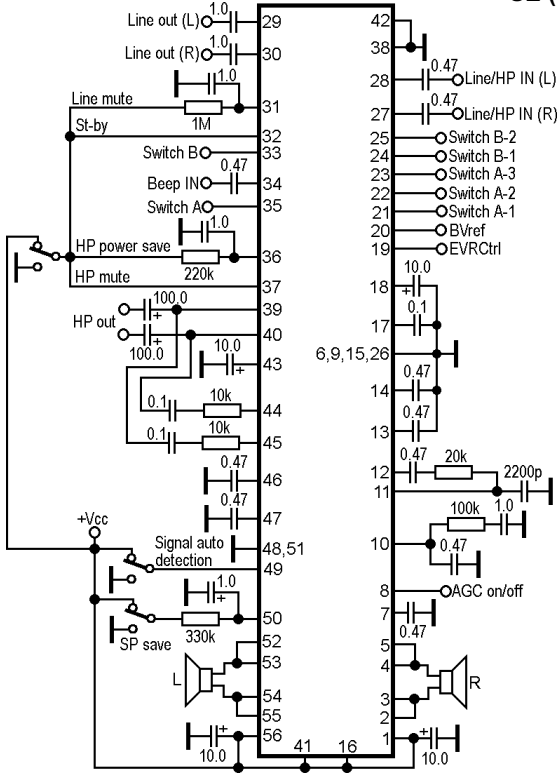 Line out (L) 1.0 29
Line out (R) 1.0 30
1.0
Line mute 1M 31
St-by 32
Switch B 33
0.47
Beep IN 34
Switch A 35
1.0
HP power save 220k 36
HP mute 37
100.0 39
HP out
100.0 40
10.0 43
0.1 10k 44
0.1 10k 45
0.47 46
0.47 47
+Vcc
48,51
Signal auto
detection 49
1.0
SP save 330k 50
52
53
L
54
55
10.0 56
41 16
42
38
28 0.47 Line/HP IN (L)
27 0.47 Line/HP IN (R)
25 Switch B-2
24 Switch B-1
23 Switch A-3
22 Switch A-2
21 Switch A-1
20 BVref
19 EVRCtrl
18 10.0
17 0.1
6,9,15,26
14 0.47
13 0.47
12 0.47 20k
11 2200p
100k 1.0
10
0.47
8 AGC on/off
7 0.47
5
4
R
3
2
1 10.0